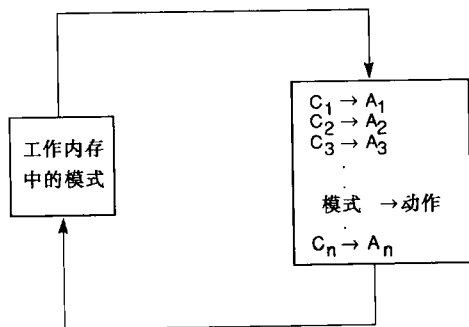 工作内存
中的模式
C₁ → A₁
C₂ → A₂
C₃ → A₃
.
.
模式 → 动作
.
Cₙ → Aₙ